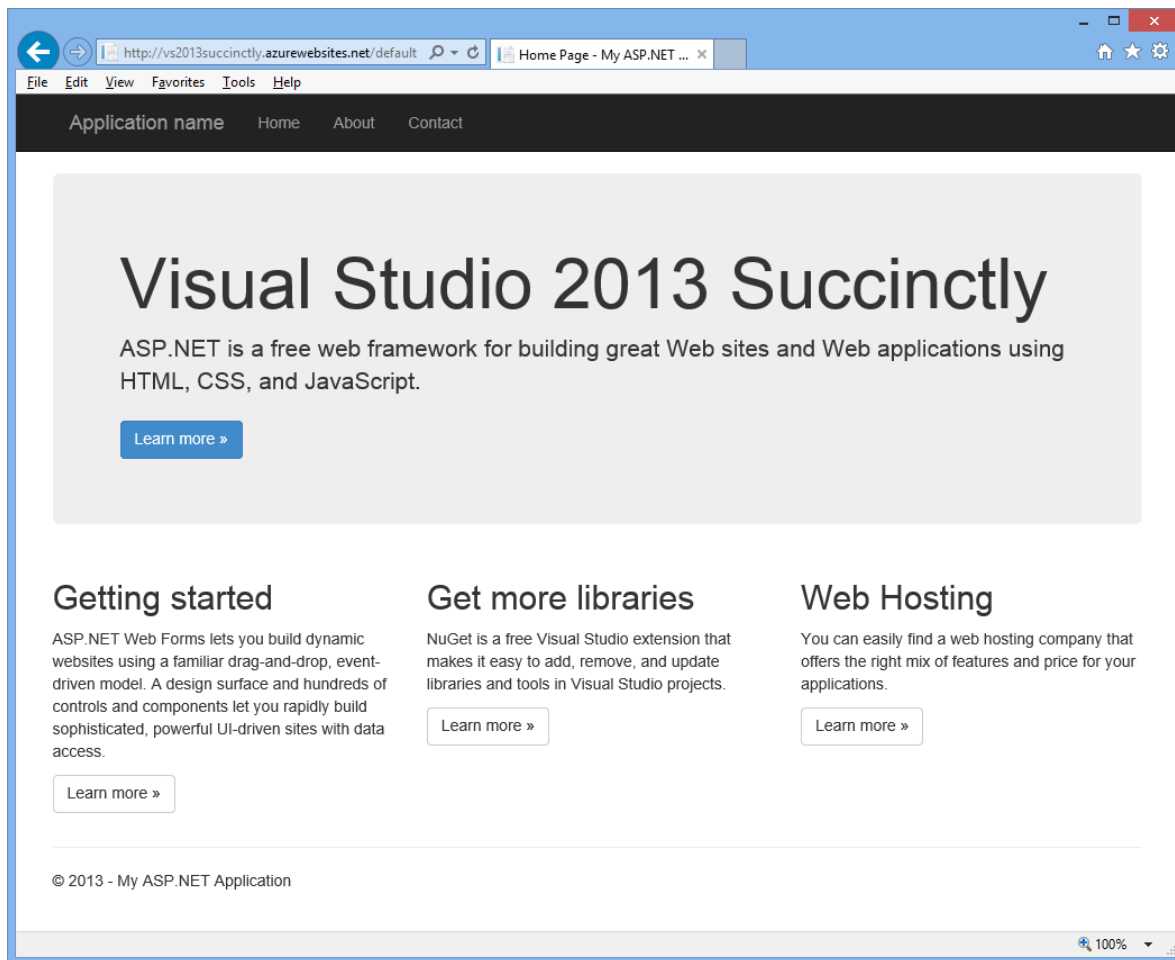 http://vs2013succinctly.azurewebsites.net/default
Home Page - My ASP.NET ...
File Edit View Favorites Tools Help
Application name Home About Contact
Visual Studio 2013 Succinctly
ASP.NET is a free web framework for building great Web sites and Web applications using
HTML, CSS, and JavaScript.
Learn more »
Getting started
ASP.NET Web Forms lets you build dynamic
websites using a familiar drag-and-drop, event-
driven model. A design surface and hundreds of
controls and components let you rapidly build
sophisticated, powerful UI-driven sites with data
access.
Learn more »
Get more libraries
NuGet is a free Visual Studio extension that
makes it easy to add, remove, and update
libraries and tools in Visual Studio projects.
Learn more »
Web Hosting
You can easily find a web hosting company that
offers the right mix of features and price for your
applications.
Learn more »
© 2013 - My ASP.NET Application
100%